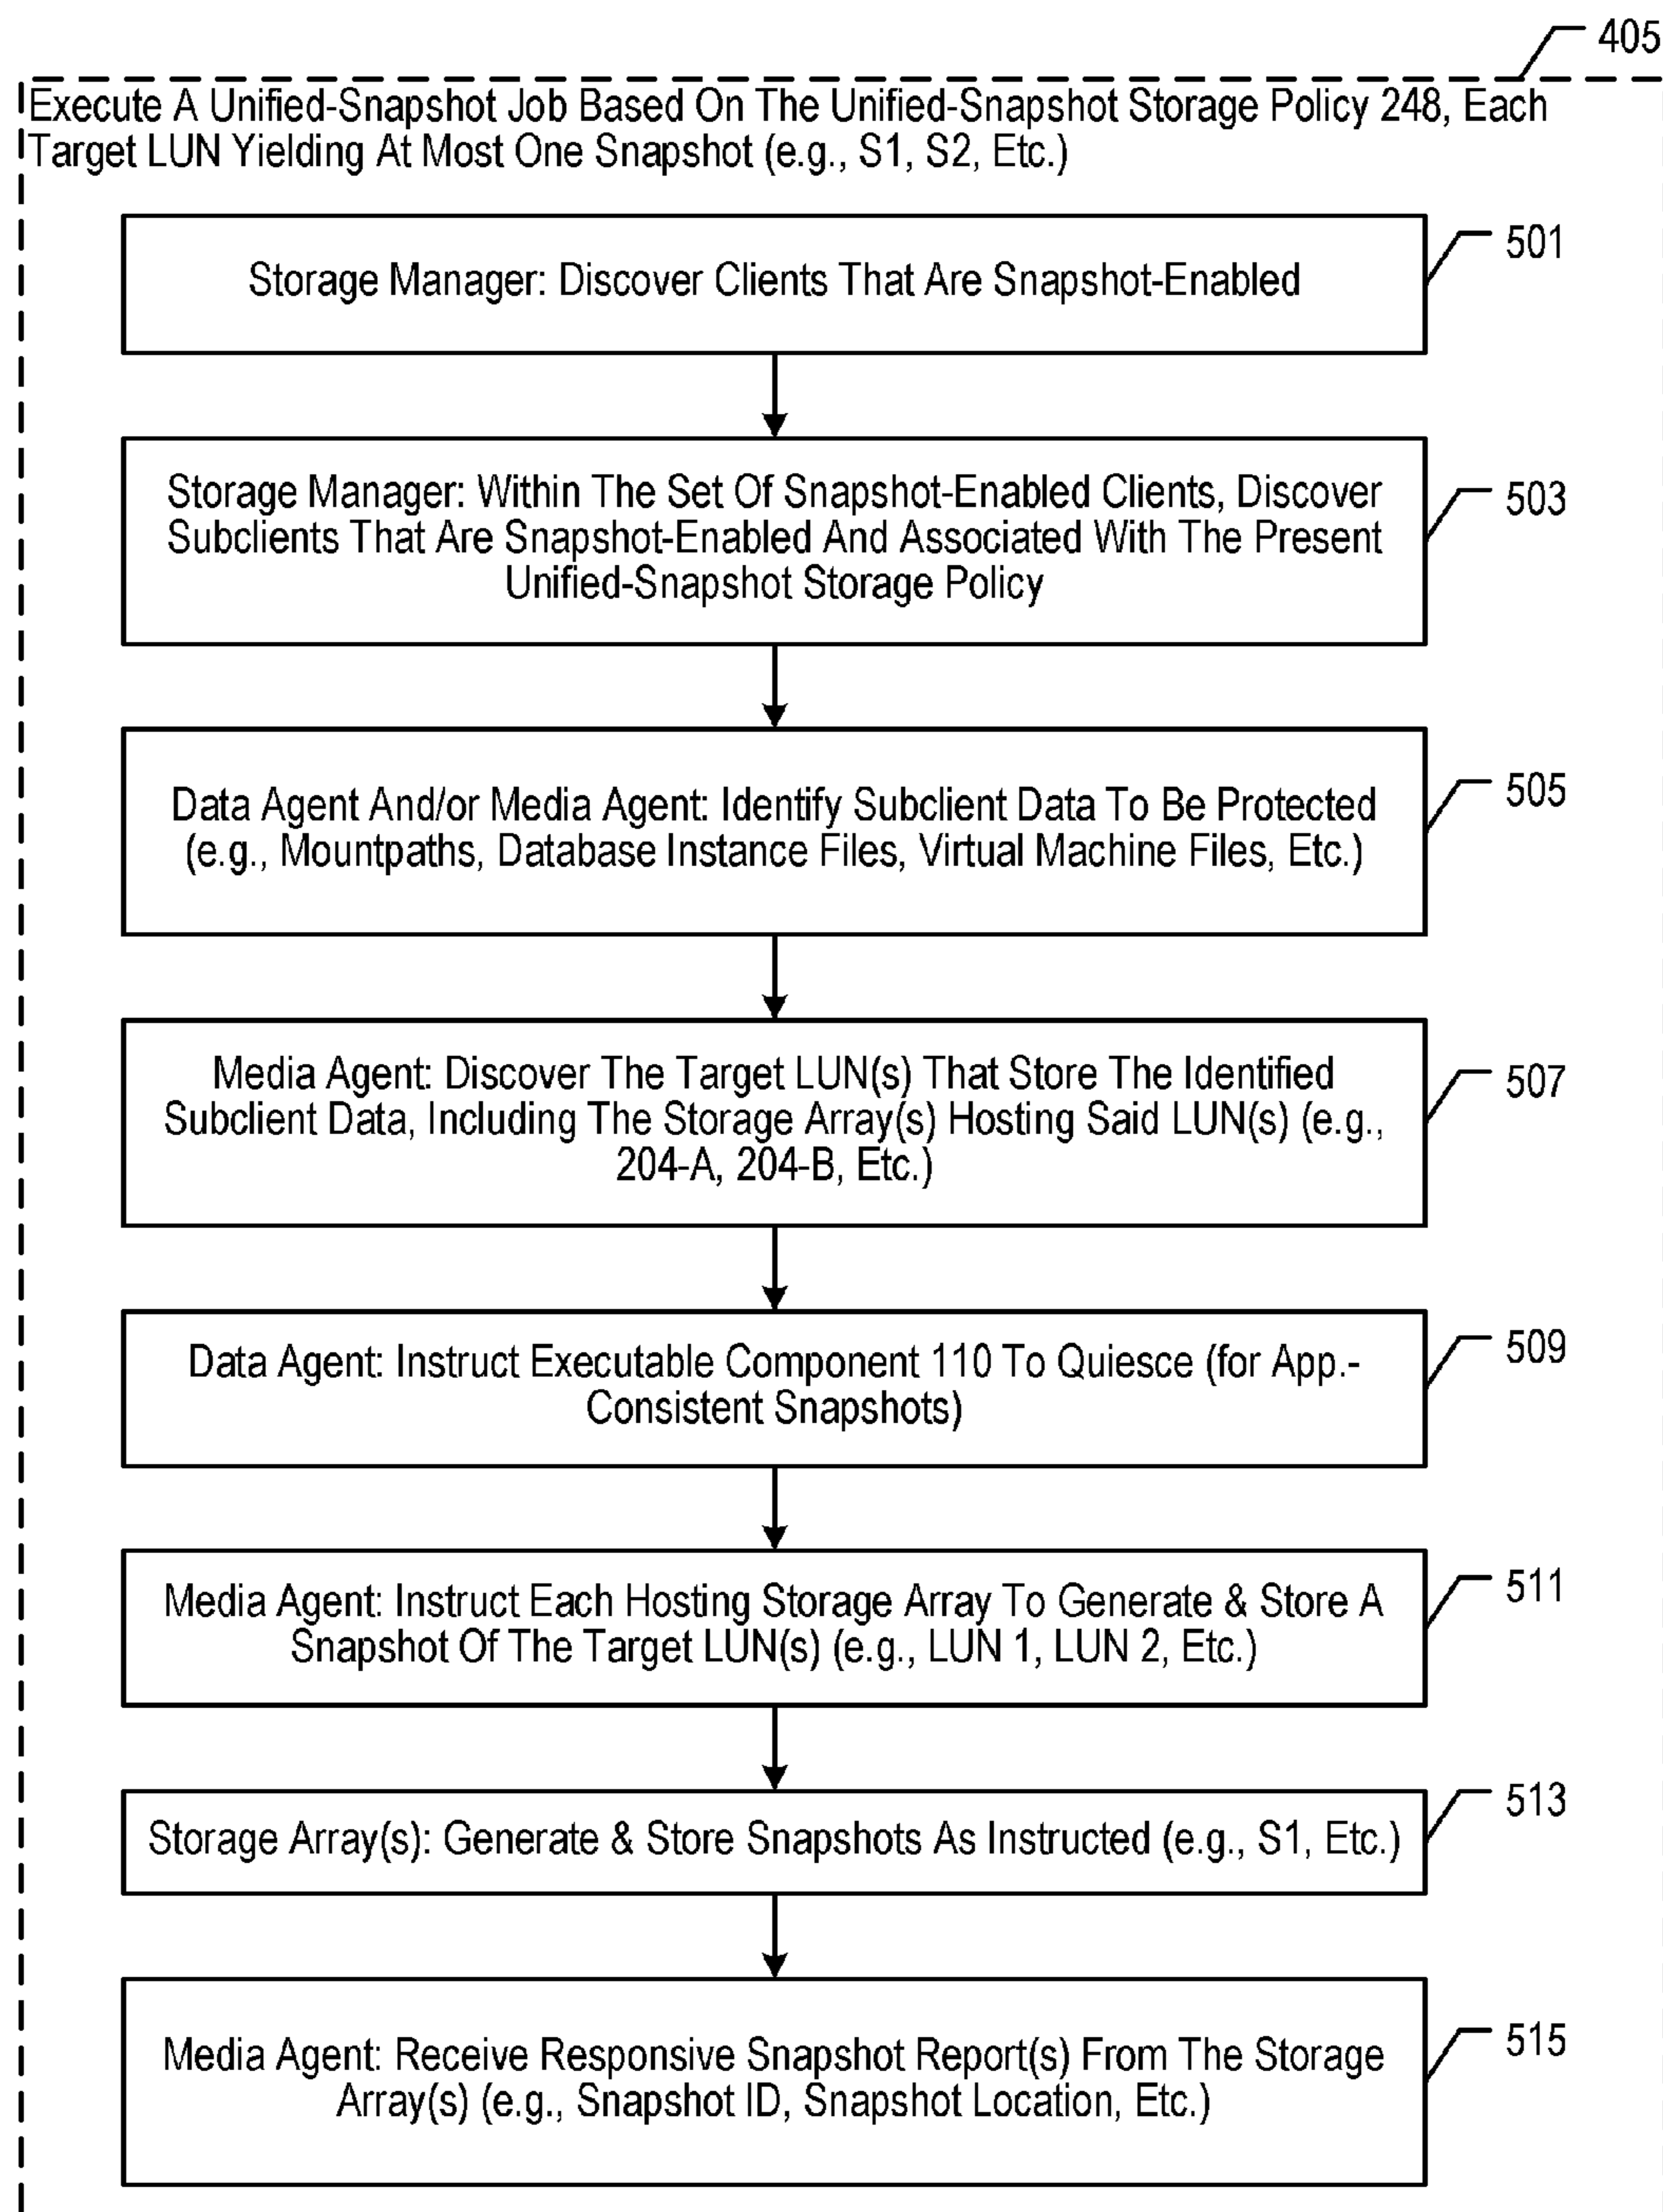 405
Execute A Unified-Snapshot Job Based On The Unified-Snapshot Storage Policy 248, Each
Target LUN Yielding At Most One Snapshot (e.g., S1, S2, Etc.)
Storage Manager: Discover Clients That Are Snapshot-Enabled
501
Storage Manager: Within The Set Of Snapshot-Enabled Clients, Discover
Subclients That Are Snapshot-Enabled And Associated With The Present
Unified-Snapshot Storage Policy
503
Data Agent And/or Media Agent: Identify Subclient Data To Be Protected
(e.g., Mountpaths, Database Instance Files, Virtual Machine Files, Etc.)
505
Media Agent: Discover The Target LUN(s) That Store The Identified
Subclient Data, Including The Storage Array(s) Hosting Said LUN(s) (e.g.,
204-A, 204-B, Etc.)
507
Data Agent: Instruct Executable Component 110 To Quiesce (for App.-
Consistent Snapshots)
509
Media Agent: Instruct Each Hosting Storage Array To Generate & Store A
Snapshot Of The Target LUN(s) (e.g., LUN 1, LUN 2, Etc.)
511
Storage Array(s): Generate & Store Snapshots As Instructed (e.g., S1, Etc.)
513
Media Agent: Receive Responsive Snapshot Report(s) From The Storage
Array(s) (e.g., Snapshot ID, Snapshot Location, Etc.)
515